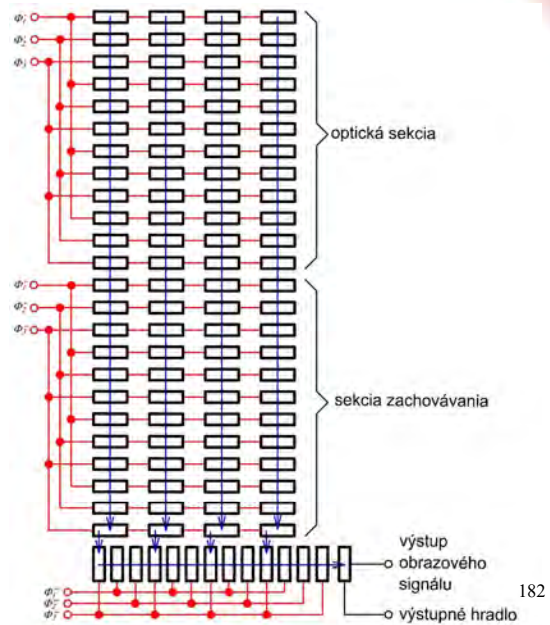 Φ₁′
Φ₂′
Φ₃′
optická sekcia
Φ₁″
Φ₂″
Φ₃″
sekcia zachovávania
výstup
obrazového
signálu
Φ₁‴
Φ₂‴
Φ₃‴
výstupné hradlo
182